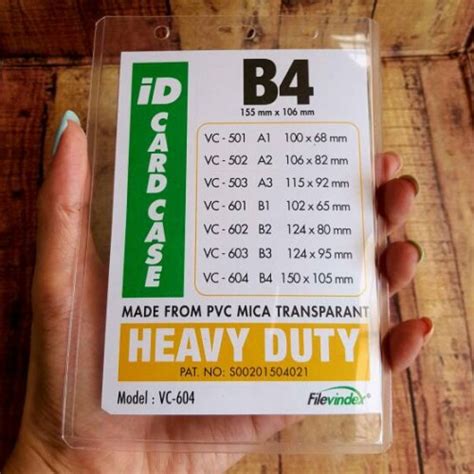 iD CARD CASE
B4
155 mm x 106 mm
VC - 501 A1 100 x 68 mm
VC - 502 A2 106 x 82 mm
VC - 503 A3 115 x 92 mm
VC - 601 B1 102 x 65 mm
VC - 602 B2 124 x 80 mm
VC - 603 B3 124 x 95 mm
VC - 604 B4 150 x 105 mm
MADE FROM PVC MICA TRANSPARANT
HEAVY DUTY
PAT. NO: S00201504021
Model : VC-604
Filevindex®